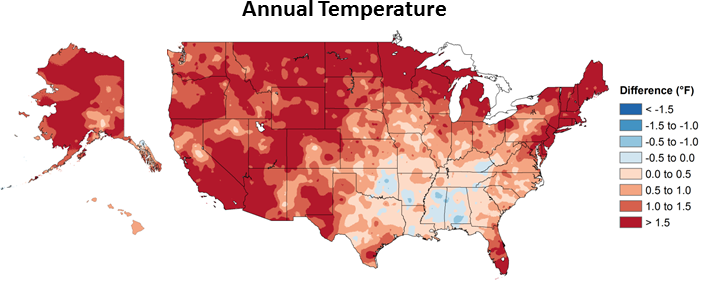 Annual Temperature
Difference (°F)
< -1.5
-1.5 to -1.0
-0.5 to -1.0
-0.5 to 0.0
0.0 to 0.5
0.5 to 1.0
1.0 to 1.5
> 1.5